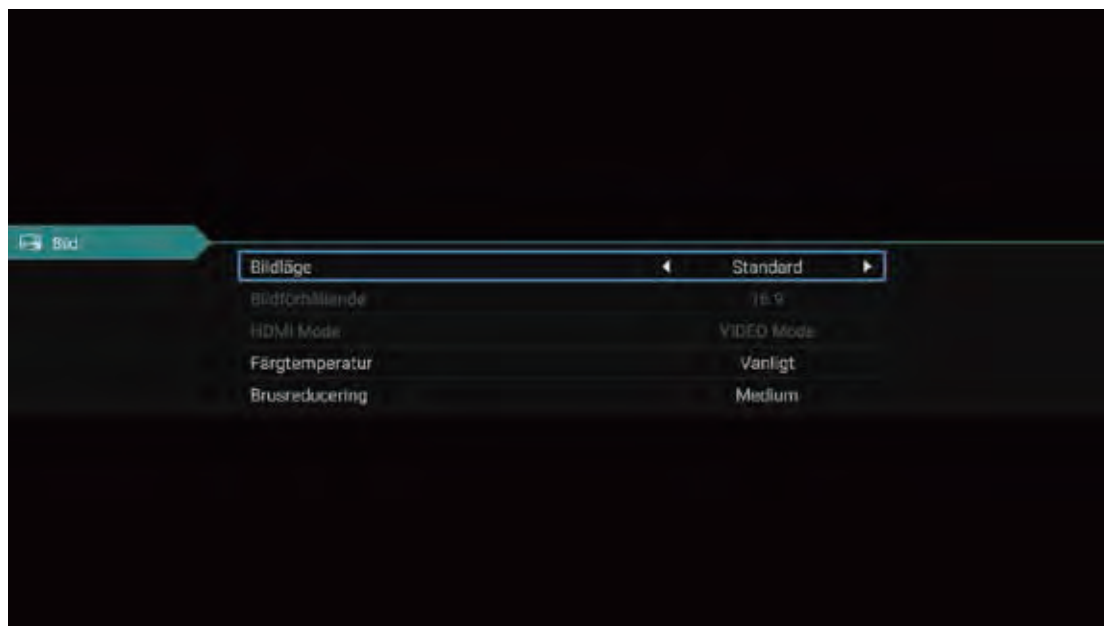 Bild
Bildläge Standard
Bildförhållande 16:9
HDMI Mode VIDEO Mode
Färgtemperatur Vanligt
Brusreducering Medium